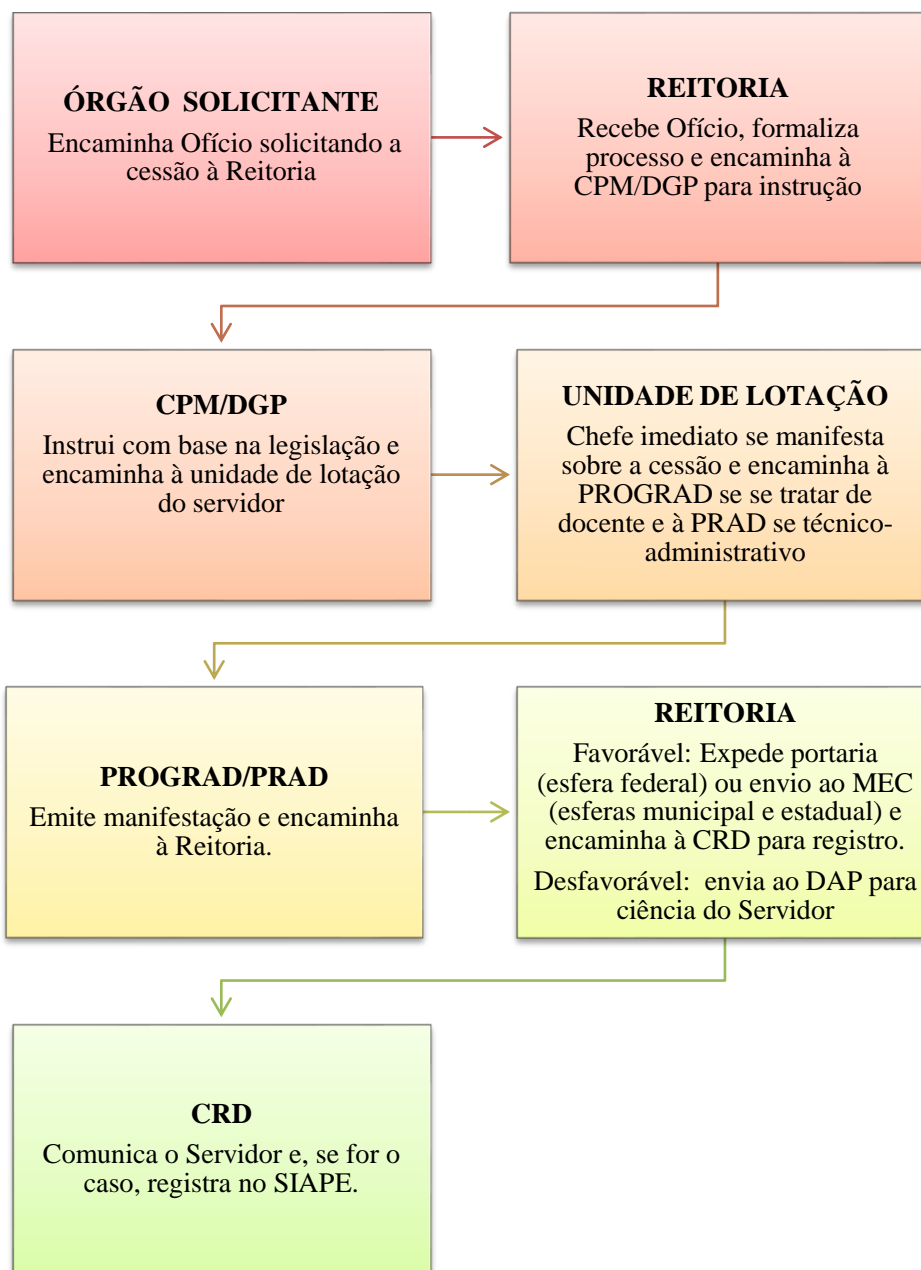 ÓRGÃO SOLICITANTE
Encaminha Ofício solicitando a
cessão à Reitoria
REITORIA
Recebe Ofício, formaliza
processo e encaminha à
CPM/DGP para instrução
CPM/DGP
Instrui com base na legislação e
encaminha à unidade de lotação
do servidor
UNIDADE DE LOTAÇÃO
Chefe imediato se manifesta
sobre a cessão e encaminha à
PROGRAD se se tratar de
docente e à PRAD se técnico-
administrativo
PROGRAD/PRAD
Emite manifestação e encaminha
à Reitoria.
REITORIA
Favorável: Expede portaria
(esfera federal) ou envio ao MEC
(esferas municipal e estadual) e
encaminha à CRD para registro.
Desfavorável: envia ao DAP para
ciência do Servidor
CRD
Comunica o Servidor e, se for o
caso, registra no SIAPE.